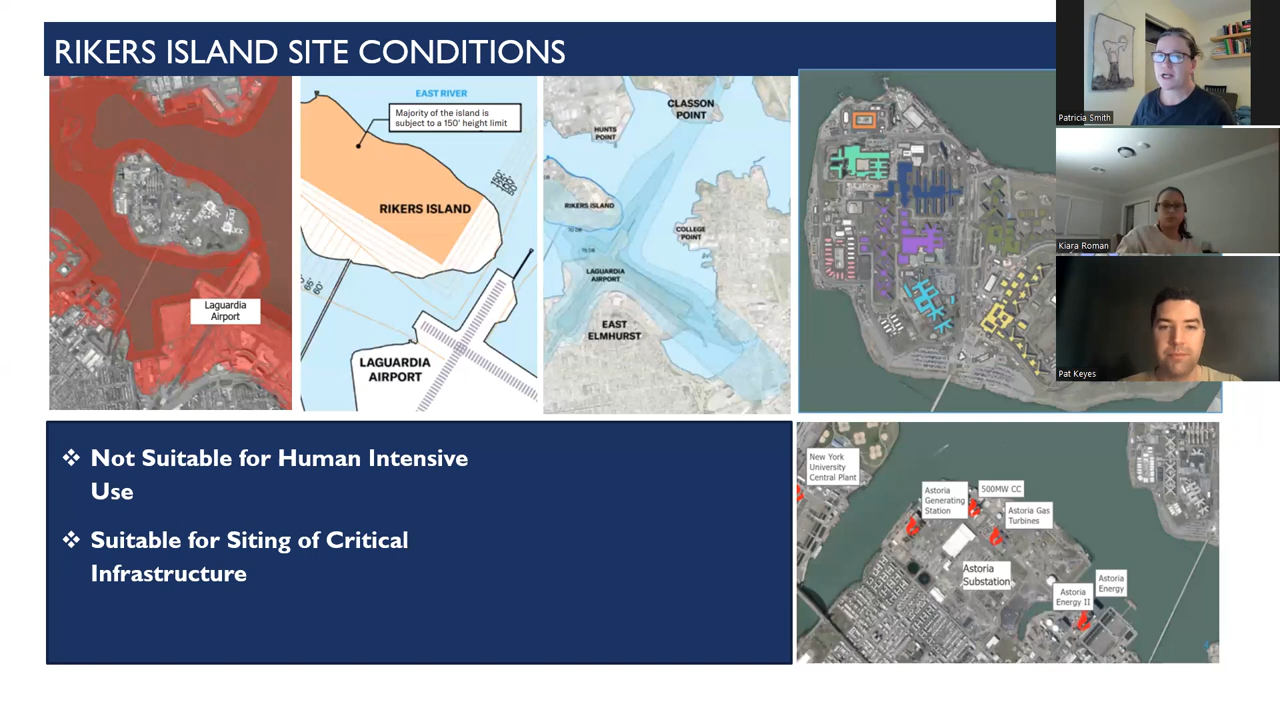 RIKERS ISLAND SITE CONDITIONS
Laguardia
Airport
EAST RIVER
Majority of the island is
subject to a 150' height limit
RIKERS ISLAND
LAGUARDIA
AIRPORT
CLASSON
POINT
HUNTS
POINT
RIKERS ISLAND
COLLEGE
POINT
LAGUARDIA
AIRPORT
EAST
ELMHURST
Patricia Smith
Kiara Roman
Pat Keyes
❖ Not Suitable for Human Intensive
Use
❖ Suitable for Siting of Critical
Infrastructure
New York
University
Central Plant
Astoria
Generating
Station
500MW CC
Astoria Gas
Turbines
Astoria
Substation
Astoria
Energy II
Astoria
Energy